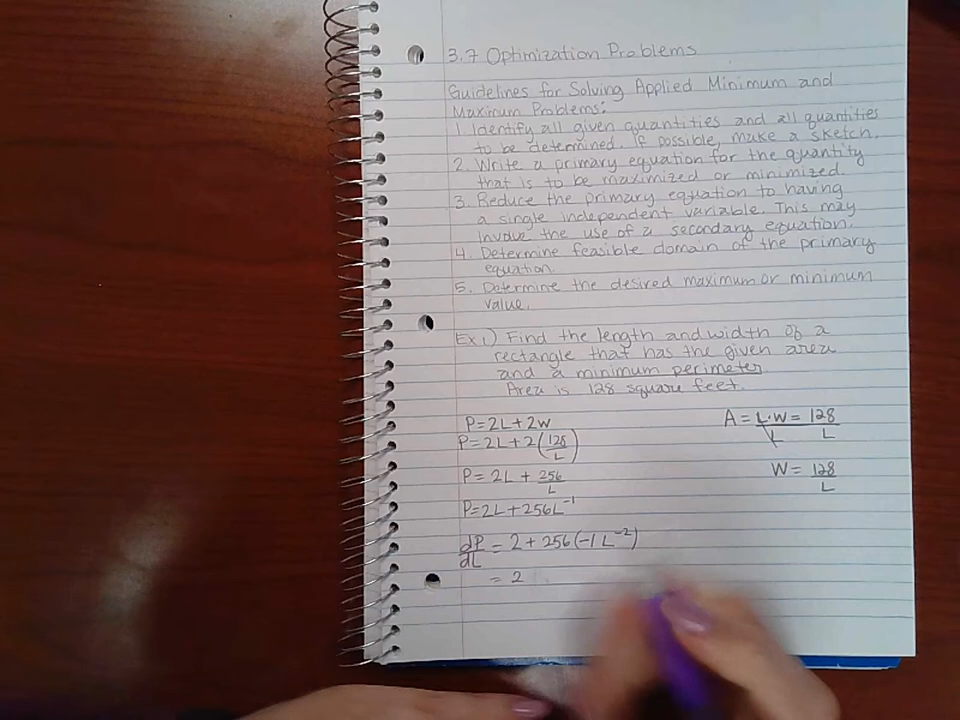 3.7 Optimization Problems
Guidelines for Solving Applied Minimum and
Maximum Problems:
1. Identify all given quantities and all quantities
to be determined. If possible, make a sketch.
2. Write a primary equation for the quantity
that is to be maximized or minimized.
3. Reduce the primary equation to having
a single independent variable. This may
involve the use of a secondary equation.
4. Determine feasible domain of the primary
equation.
5. Determine the desired maximum or minimum
value.
Ex 1) Find the length and width of a
rectangle that has the given area
and a minimum perimeter.
Area is 128 square feet.
P = 2L + 2W
P = 2L + 2(128/L)
P = 2L + 256/L
P = 2L + 256L⁻¹
dP/dL = 2 + 256(-1L⁻²)
= 2
A = L·W/L = 128/L
W = 128/L